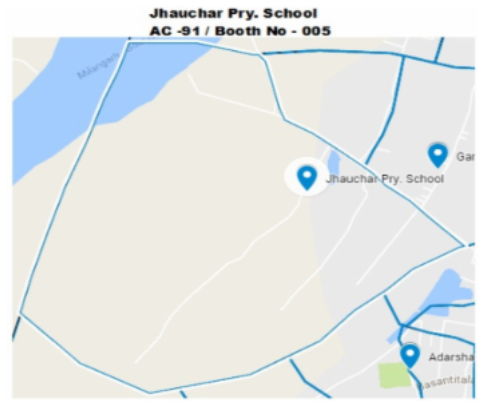 Jhauchar Pry. School
AC -91 / Booth No - 005
Gar
Jhauchar Pry. School
Adarsha